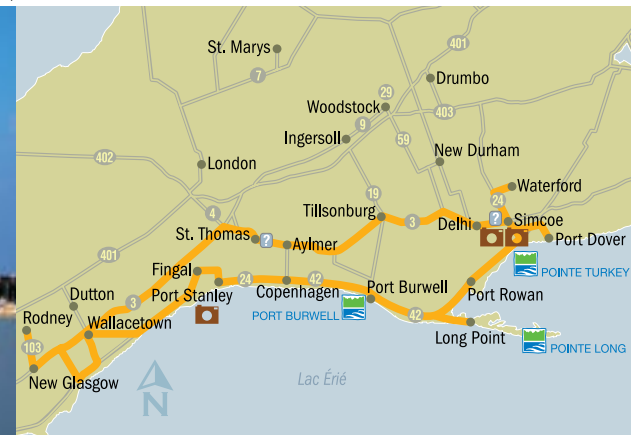 St. Marys
401
Drumbo
7
29
Woodstock
403
9
Ingersoll
59
New Durham
402
London
Waterford
19
24
4
Tillsonburg
3
Delhi
?
Simcoe
St. Thomas
?
Aylmer
Port Dover
401
Fingal
POINTE TURKEY
Dutton
Port Stanley
24
Copenhagen
42
Port Burwell
Port Rowan
3
Rodney
Wallacetown
PORT BURWELL
42
103
Long Point
POINTE LONG
New Glasgow
Lac Érié
N